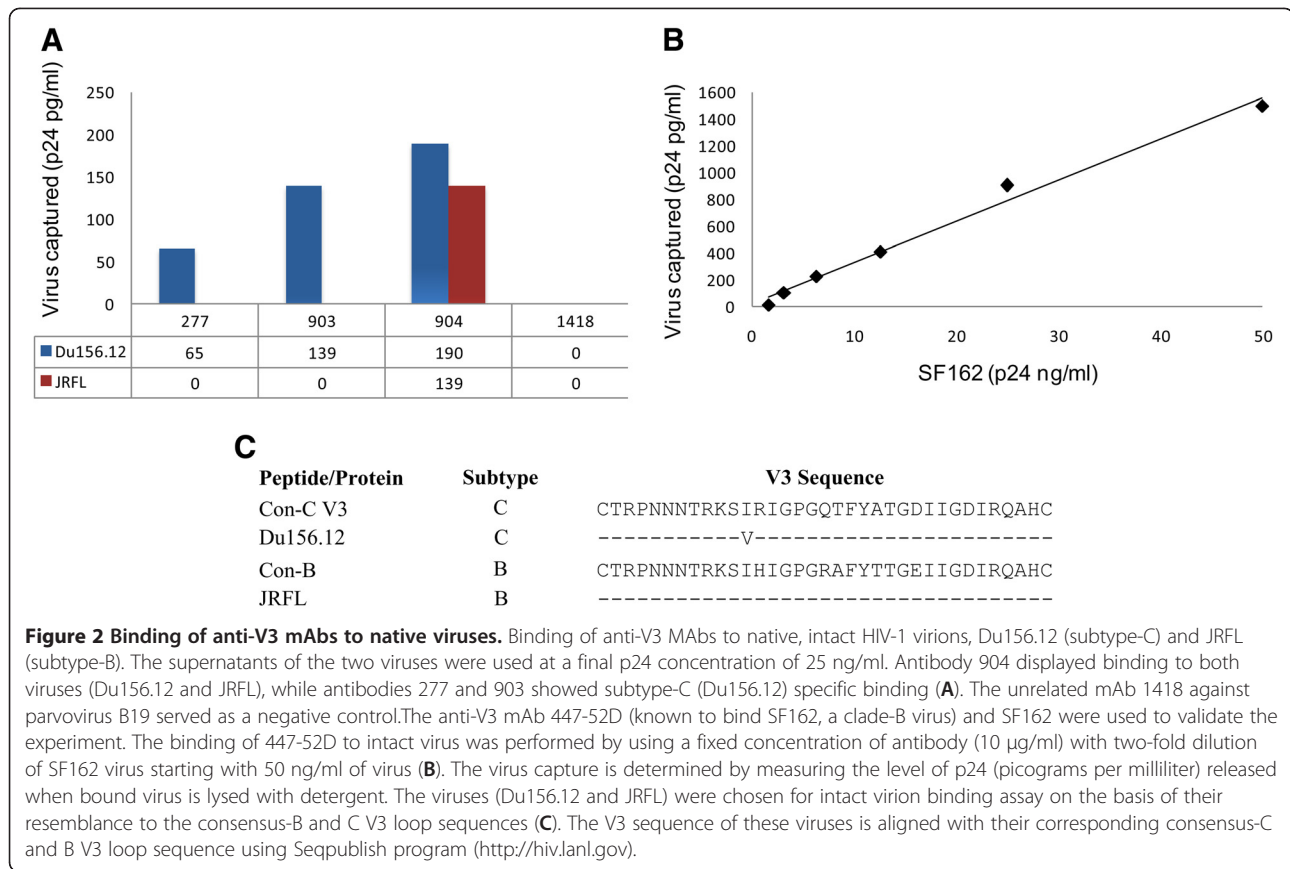 A
Virus captured (p24 pg/ml)
250
200
150
100
50
0
277 903 904 1418
Du156.12 65 139 190 0
JRFL 0 0 139 0
B
Virus captured (p24 pg/ml)
1600
1400
1200
1000
800
600
400
200
0
0 10 20 30 40 50
SF162 (p24 ng/ml)
C
Peptide/Protein Subtype V3 Sequence
Con-C V3 C CTRPNNNTRKSIRIGPGQTFYATGDIIGDIRQAHC
Du156.12 C -----------V-----------------------
Con-B B CTRPNNNTRKSIHIGPGRAFYTTGEIIGDIRQAHC
JRFL B -----------------------------------
Figure 2 Binding of anti-V3 mAbs to native viruses. Binding of anti-V3 MAbs to native, intact HIV-1 virions, Du156.12 (subtype-C) and JRFL
(subtype-B). The supernatants of the two viruses were used at a final p24 concentration of 25 ng/ml. Antibody 904 displayed binding to both
viruses (Du156.12 and JRFL), while antibodies 277 and 903 showed subtype-C (Du156.12) specific binding (A). The unrelated mAb 1418 against
parvovirus B19 served as a negative control.The anti-V3 mAb 447-52D (known to bind SF162, a clade-B virus) and SF162 were used to validate the
experiment. The binding of 447-52D to intact virus was performed by using a fixed concentration of antibody (10 μg/ml) with two-fold dilution
of SF162 virus starting with 50 ng/ml of virus (B). The virus capture is determined by measuring the level of p24 (picograms per milliliter) released
when bound virus is lysed with detergent. The viruses (Du156.12 and JRFL) were chosen for intact virion binding assay on the basis of their
resemblance to the consensus-B and C V3 loop sequences (C). The V3 sequence of these viruses is aligned with their corresponding consensus-C
and B V3 loop sequence using Seqpublish program (http://hiv.lanl.gov).